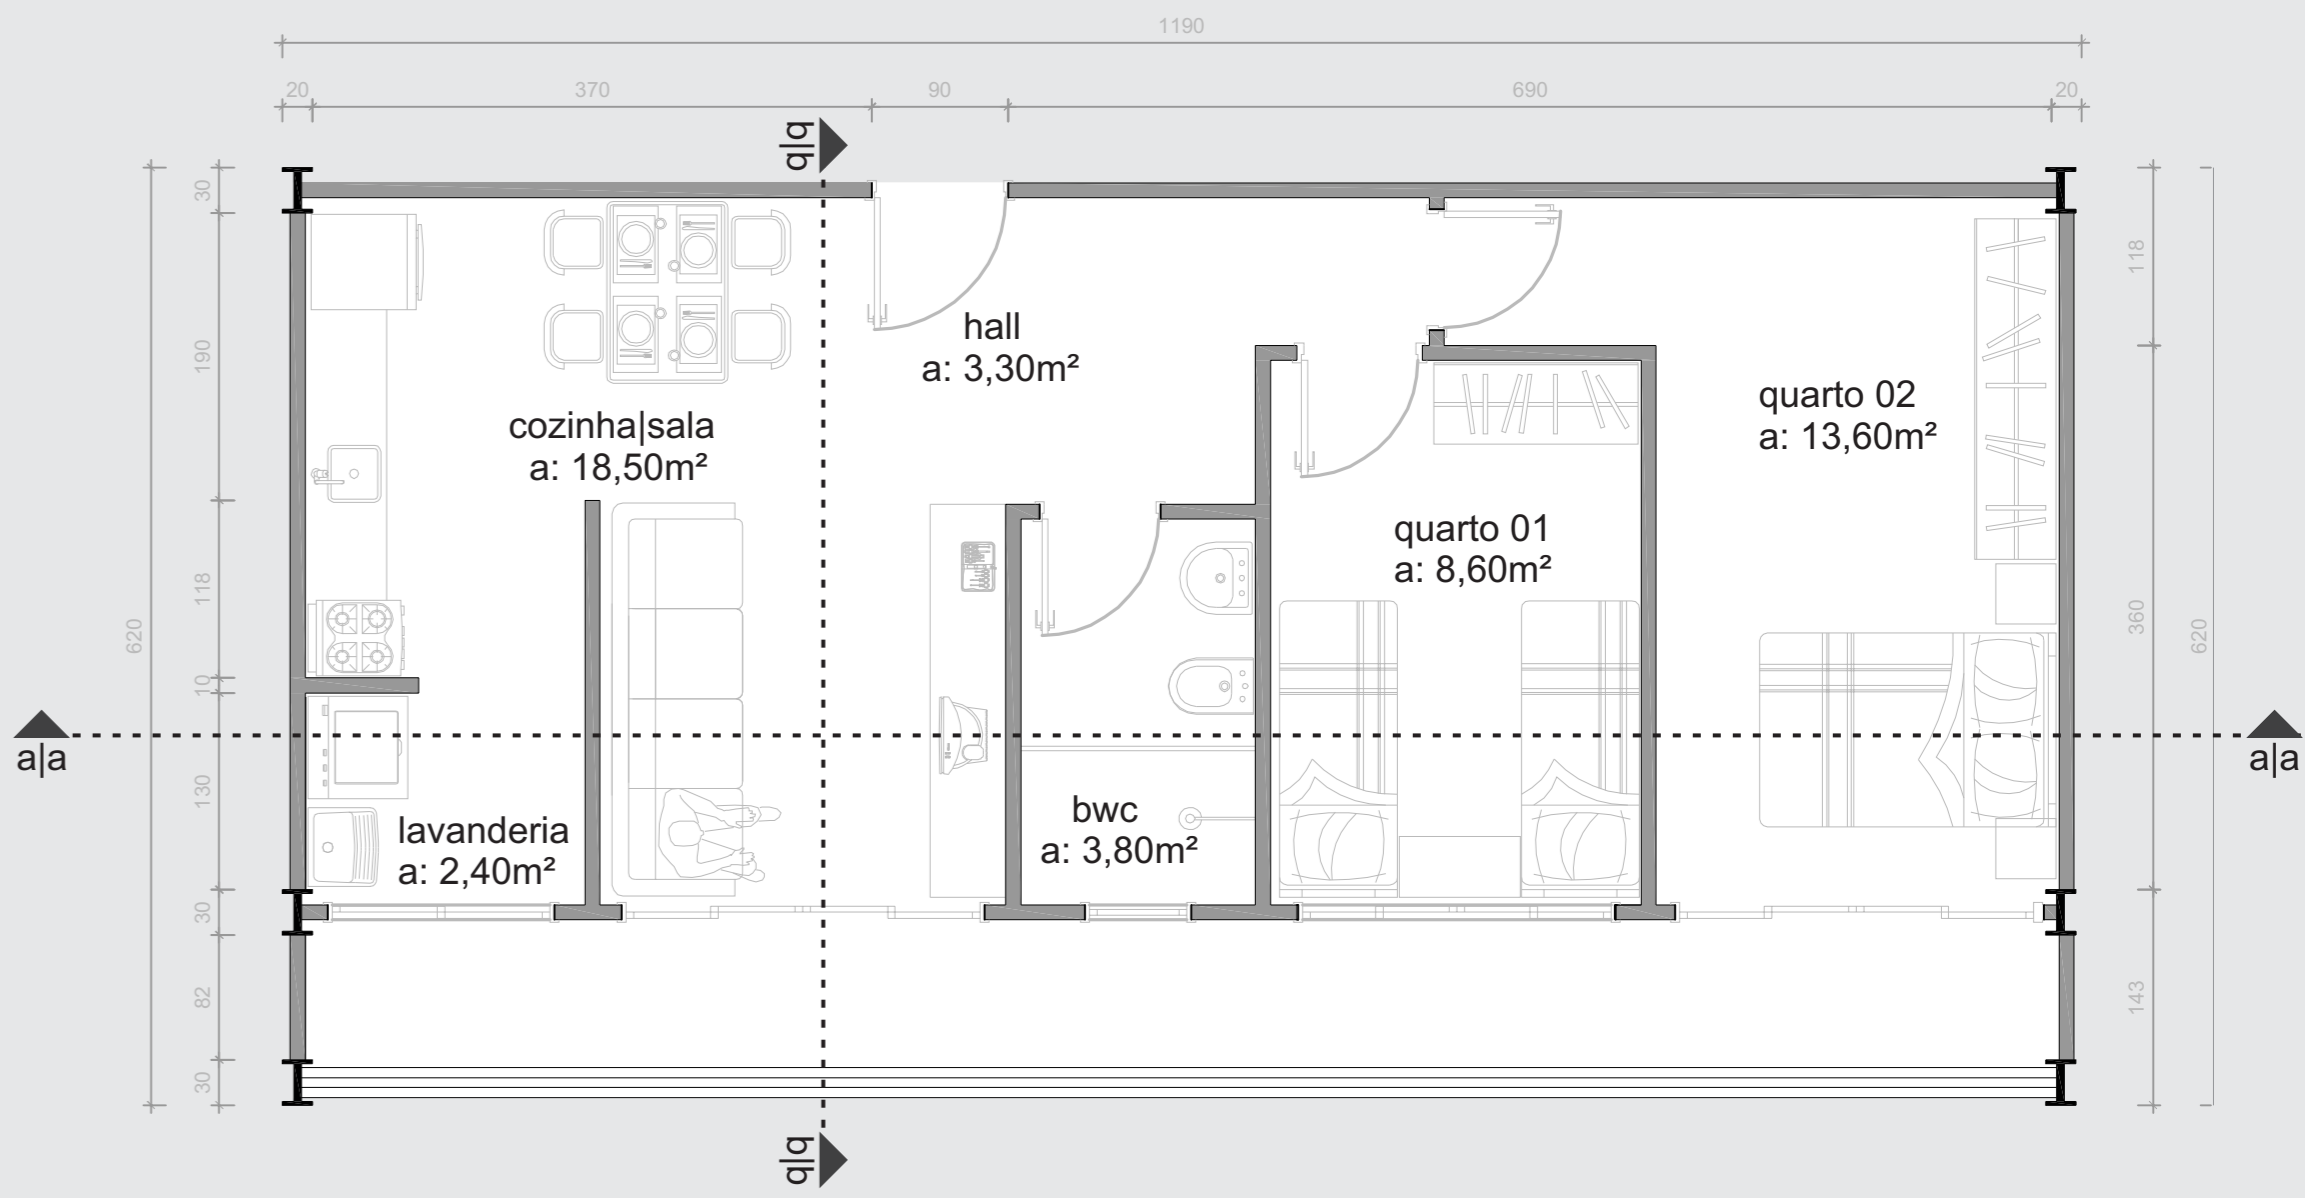 1190
20
370
90
690
20
b|b
30
190
118
10
130
30
82
30
620
118
360
143
620
hall
a: 3,30m²
cozinha|sala
a: 18,50m²
quarto 02
a: 13,60m²
quarto 01
a: 8,60m²
a|a
a|a
lavanderia
a: 2,40m²
bwc
a: 3,80m²
b|b